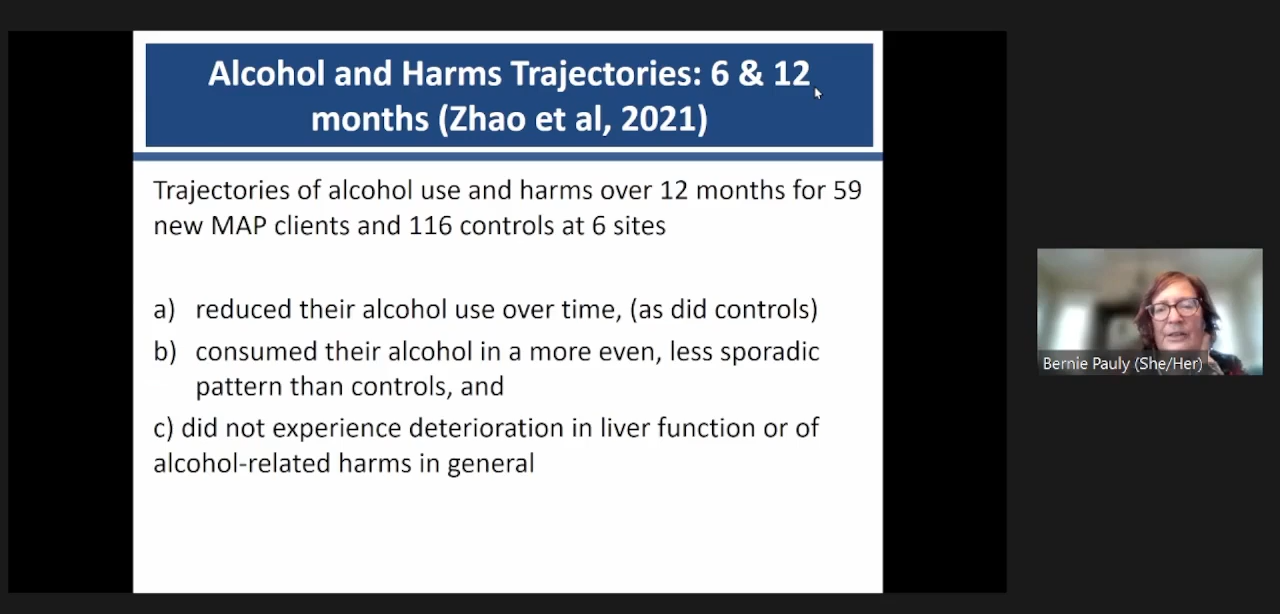 Alcohol and Harms Trajectories: 6 & 12
months (Zhao et al, 2021)
Trajectories of alcohol use and harms over 12 months for 59
new MAP clients and 116 controls at 6 sites
a) reduced their alcohol use over time, (as did controls)
b) consumed their alcohol in a more even, less sporadic
pattern than controls, and
c) did not experience deterioration in liver function or of
alcohol-related harms in general
Bernie Pauly (She/Her)